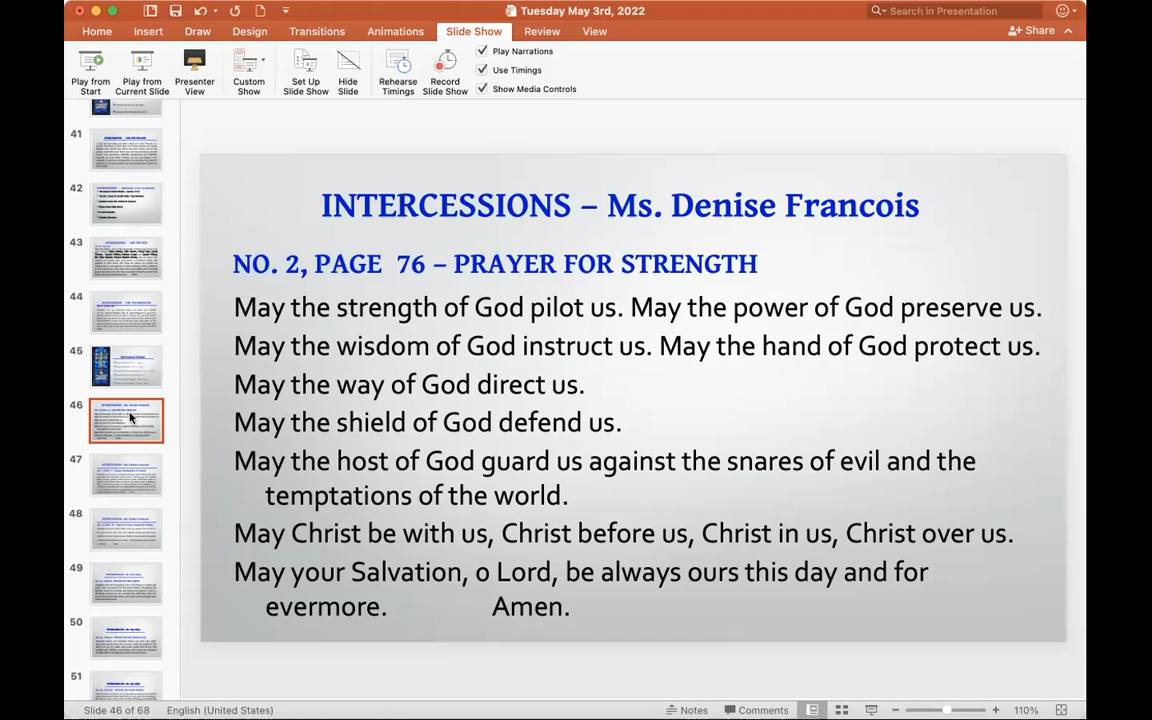 Tuesday May 3rd, 2022
Search in Presentation
Home Insert Draw Design Transitions Animations Slide Show Review View
Share
Play from Start
Play from Current Slide
Presenter View
Custom Show
Set Up Slide Show
Hide Slide
Rehearse Timings
Record Slide Show
Play Narrations
Use Timings
Show Media Controls
41
42
43
44
45
46
47
48
49
50
51
INTERCESSIONS – Ms. Denise Francois
NO. 2, PAGE 76 – PRAYER FOR STRENGTH
May the strength of God pilot us. May the power of God preserve us.
May the wisdom of God instruct us. May the hand of God protect us.
May the way of God direct us.
May the shield of God defend us.
May the host of God guard us against the snares of evil and the
temptations of the world.
May Christ be with us, Christ before us, Christ in us, Christ over us.
May your Salvation, o Lord, be always ours this day and for
evermore. Amen.
Slide 46 of 68 English (United States) Notes Comments 110%